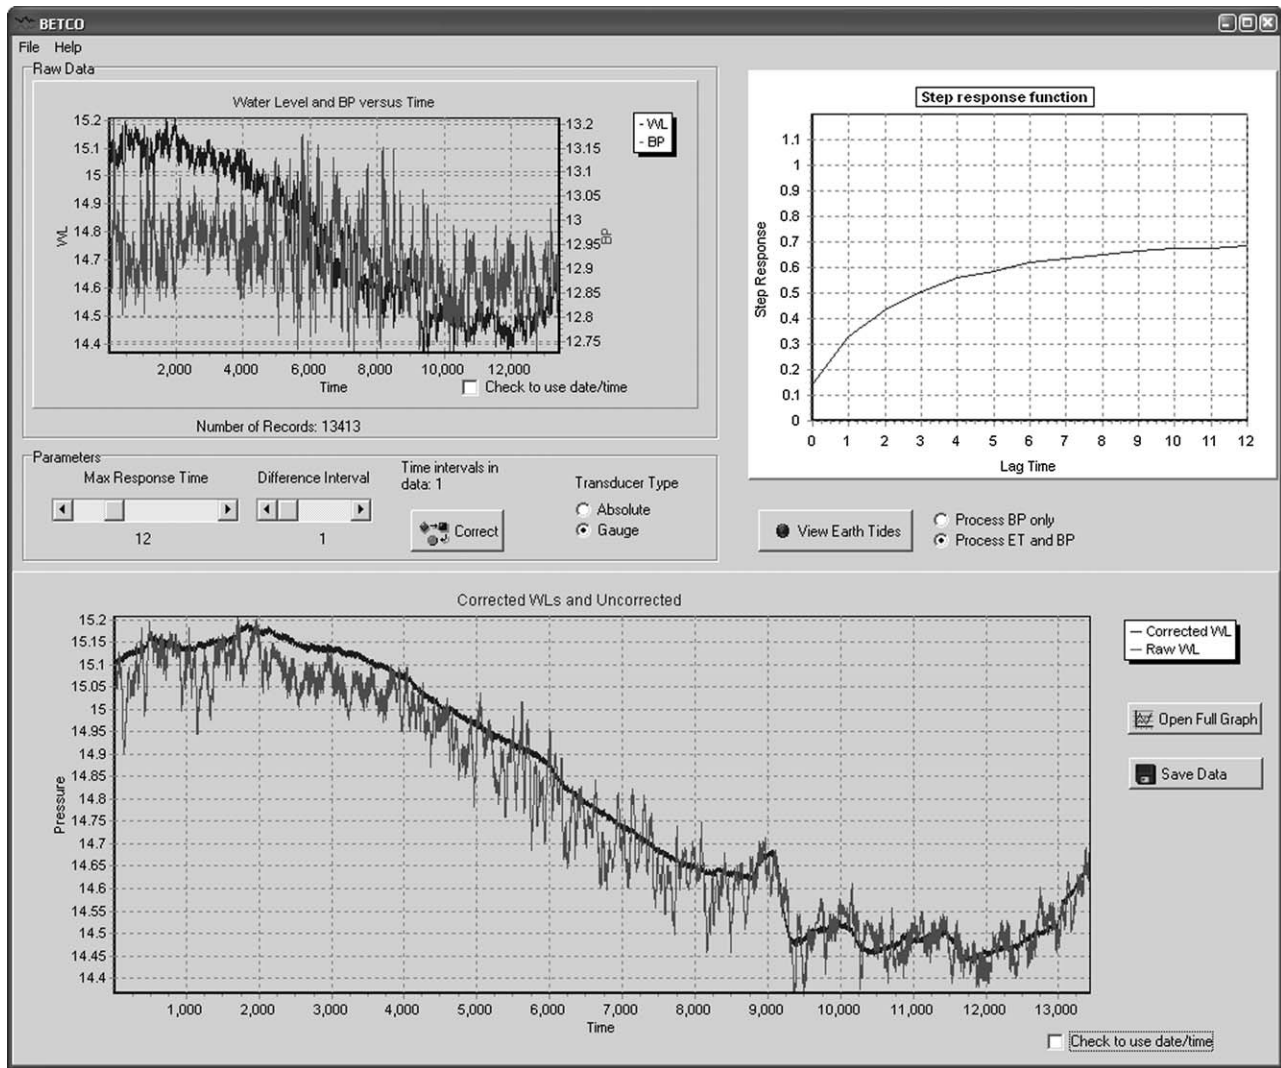 BETCO
File Help
Raw Data
Water Level and BP versus Time
15.2
15.1
15
14.9
14.8
14.7
14.6
14.5
14.4
WL
13.2
13.15
13.1
13.05
13
12.95
12.9
12.85
12.8
12.75
BP
- WL
- BP
2,000 4,000 6,000 8,000 10,000 12,000
Time
Check to use date/time
Number of Records: 13413
Step response function
1.1
1
0.9
0.8
0.7
0.6
0.5
0.4
0.3
0.2
0.1
0
Step Response
0 1 2 3 4 5 6 7 8 9 10 11 12
Lag Time
Parameters
Max Response Time
12
Difference Interval
1
Time intervals in
data: 1
Correct
Transducer Type
Absolute
Gauge
View Earth Tides
Process BP only
Process ET and BP
Corrected WLs and Uncorrected
15.2
15.15
15.1
15.05
15
14.95
14.9
14.85
14.8
14.75
14.7
14.65
14.6
14.55
14.5
14.45
14.4
Pressure
1,000 2,000 3,000 4,000 5,000 6,000 7,000 8,000 9,000 10,000 11,000 12,000 13,000
Time
Corrected WL
Raw WL
Open Full Graph
Save Data
Check to use date/time